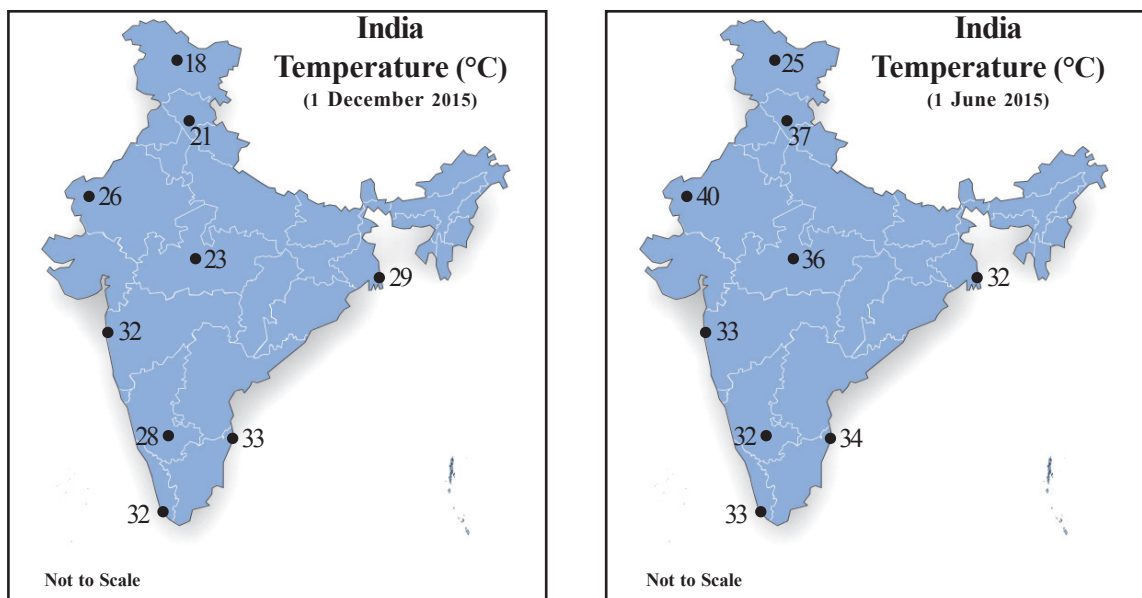 India
Temperature (°C)
(1 December 2015)
18
21
26
23
29
32
28
33
32
Not to Scale
India
Temperature (°C)
(1 June 2015)
25
37
40
36
32
33
32
34
33
Not to Scale